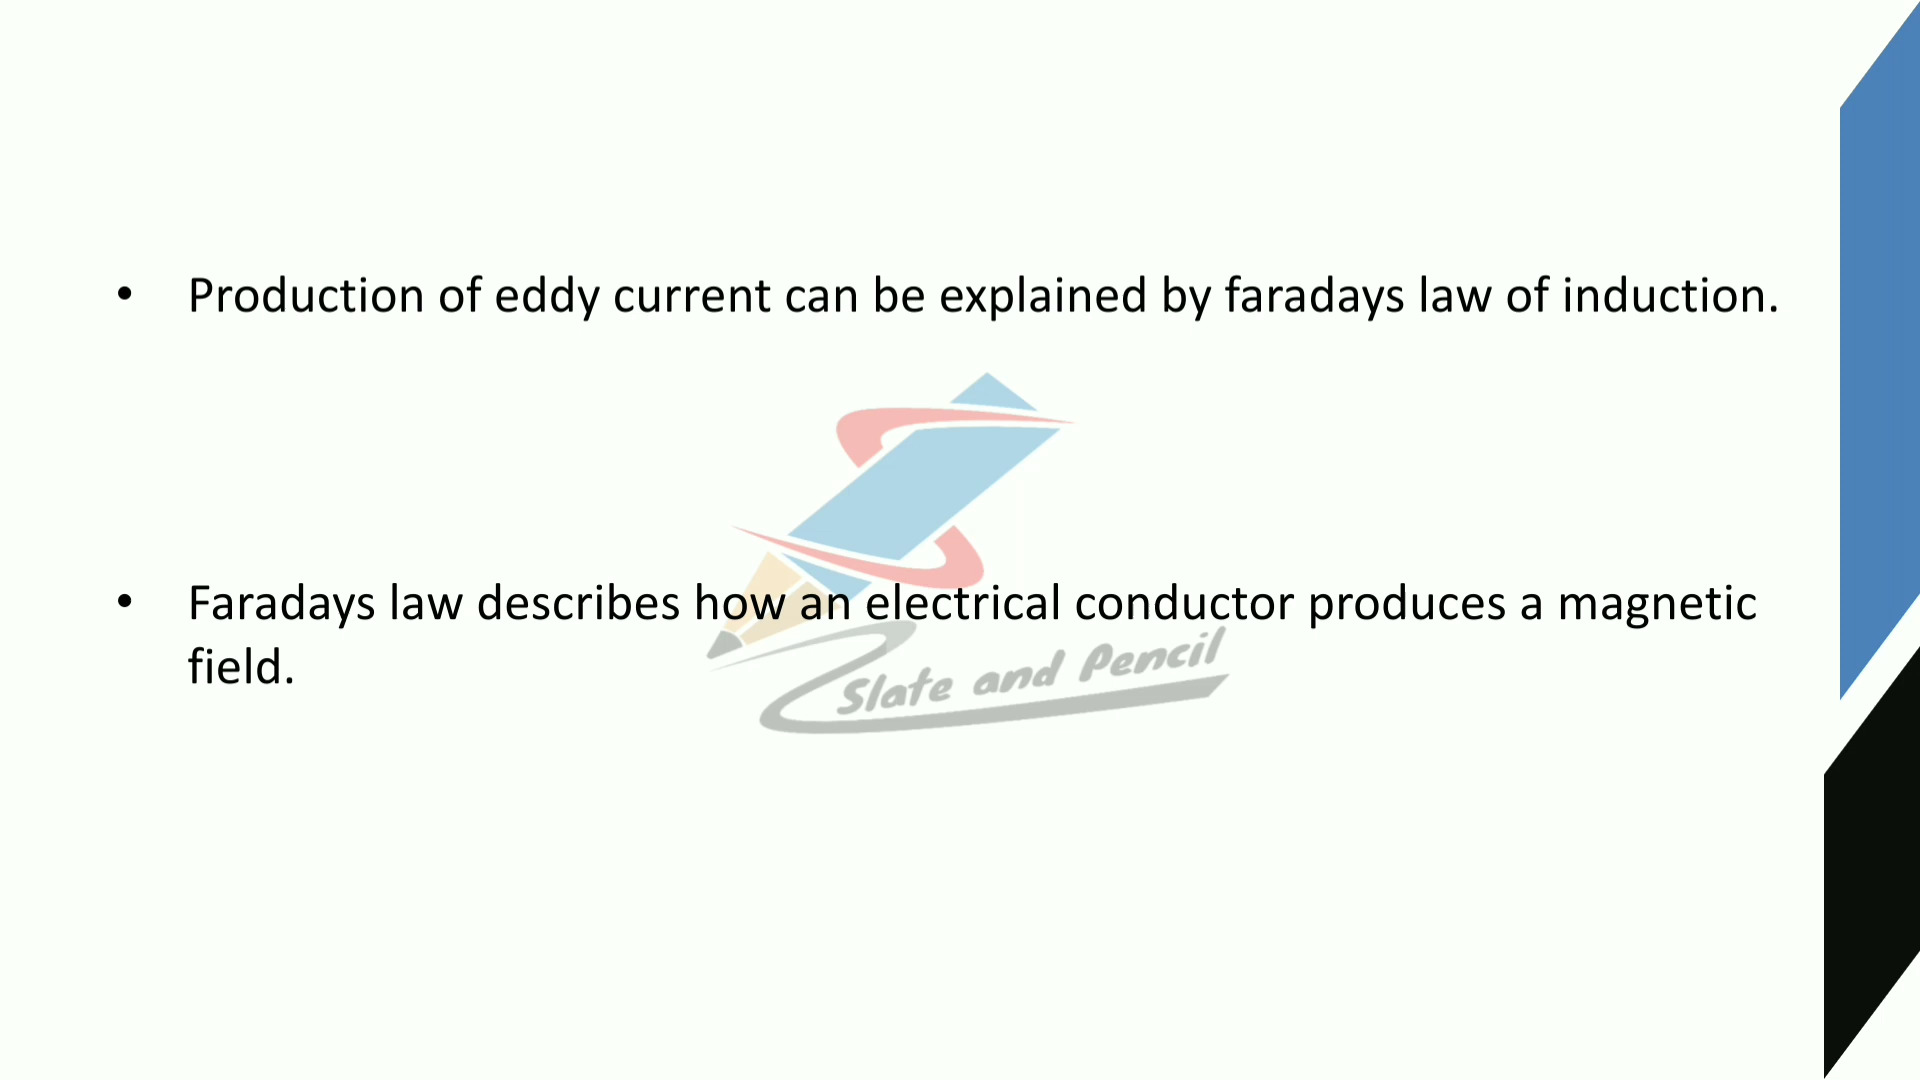 • Production of eddy current can be explained by faradays law of induction.
• Faradays law describes how an electrical conductor produces a magnetic
field.
Slate and Pencil